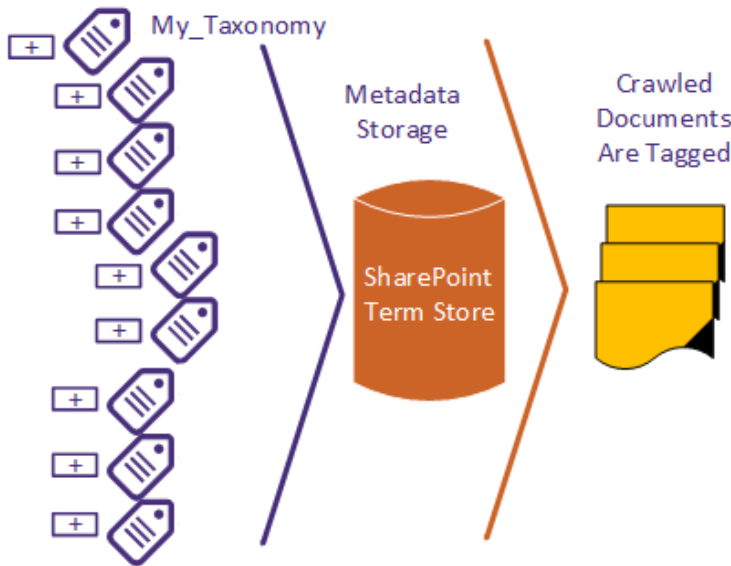 My_Taxonomy
Metadata
Storage
SharePoint
Term Store
Crawled
Documents
Are Tagged
+
+
+
+
+
+
+
+
+